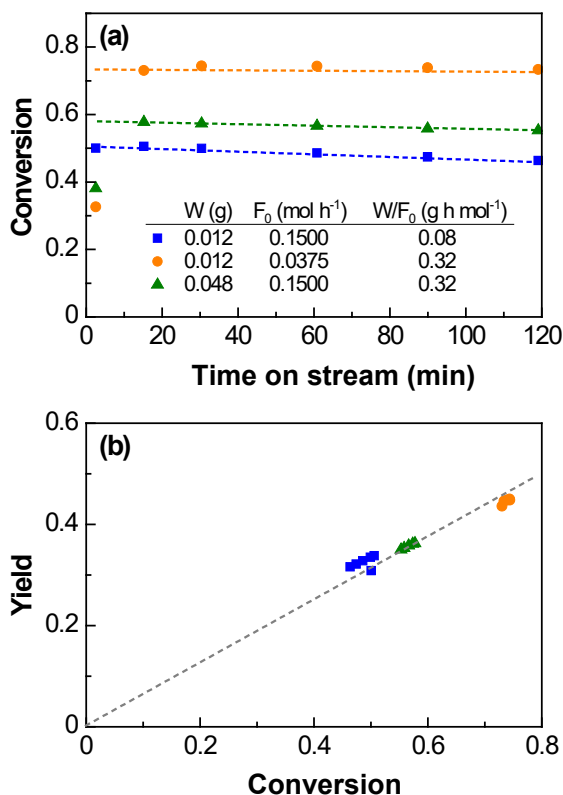 (a)
Conversion
0.8
0.6
0.4
0.2
0
W (g) F₀ (mol h⁻¹) W/F₀ (g h mol⁻¹)
0.012 0.1500 0.08
0.012 0.0375 0.32
0.048 0.1500 0.32
0 20 40 60 80 100 120
Time on stream (min)
(b)
Yield
0.6
0.4
0.2
0
0 0.2 0.4 0.6 0.8
Conversion